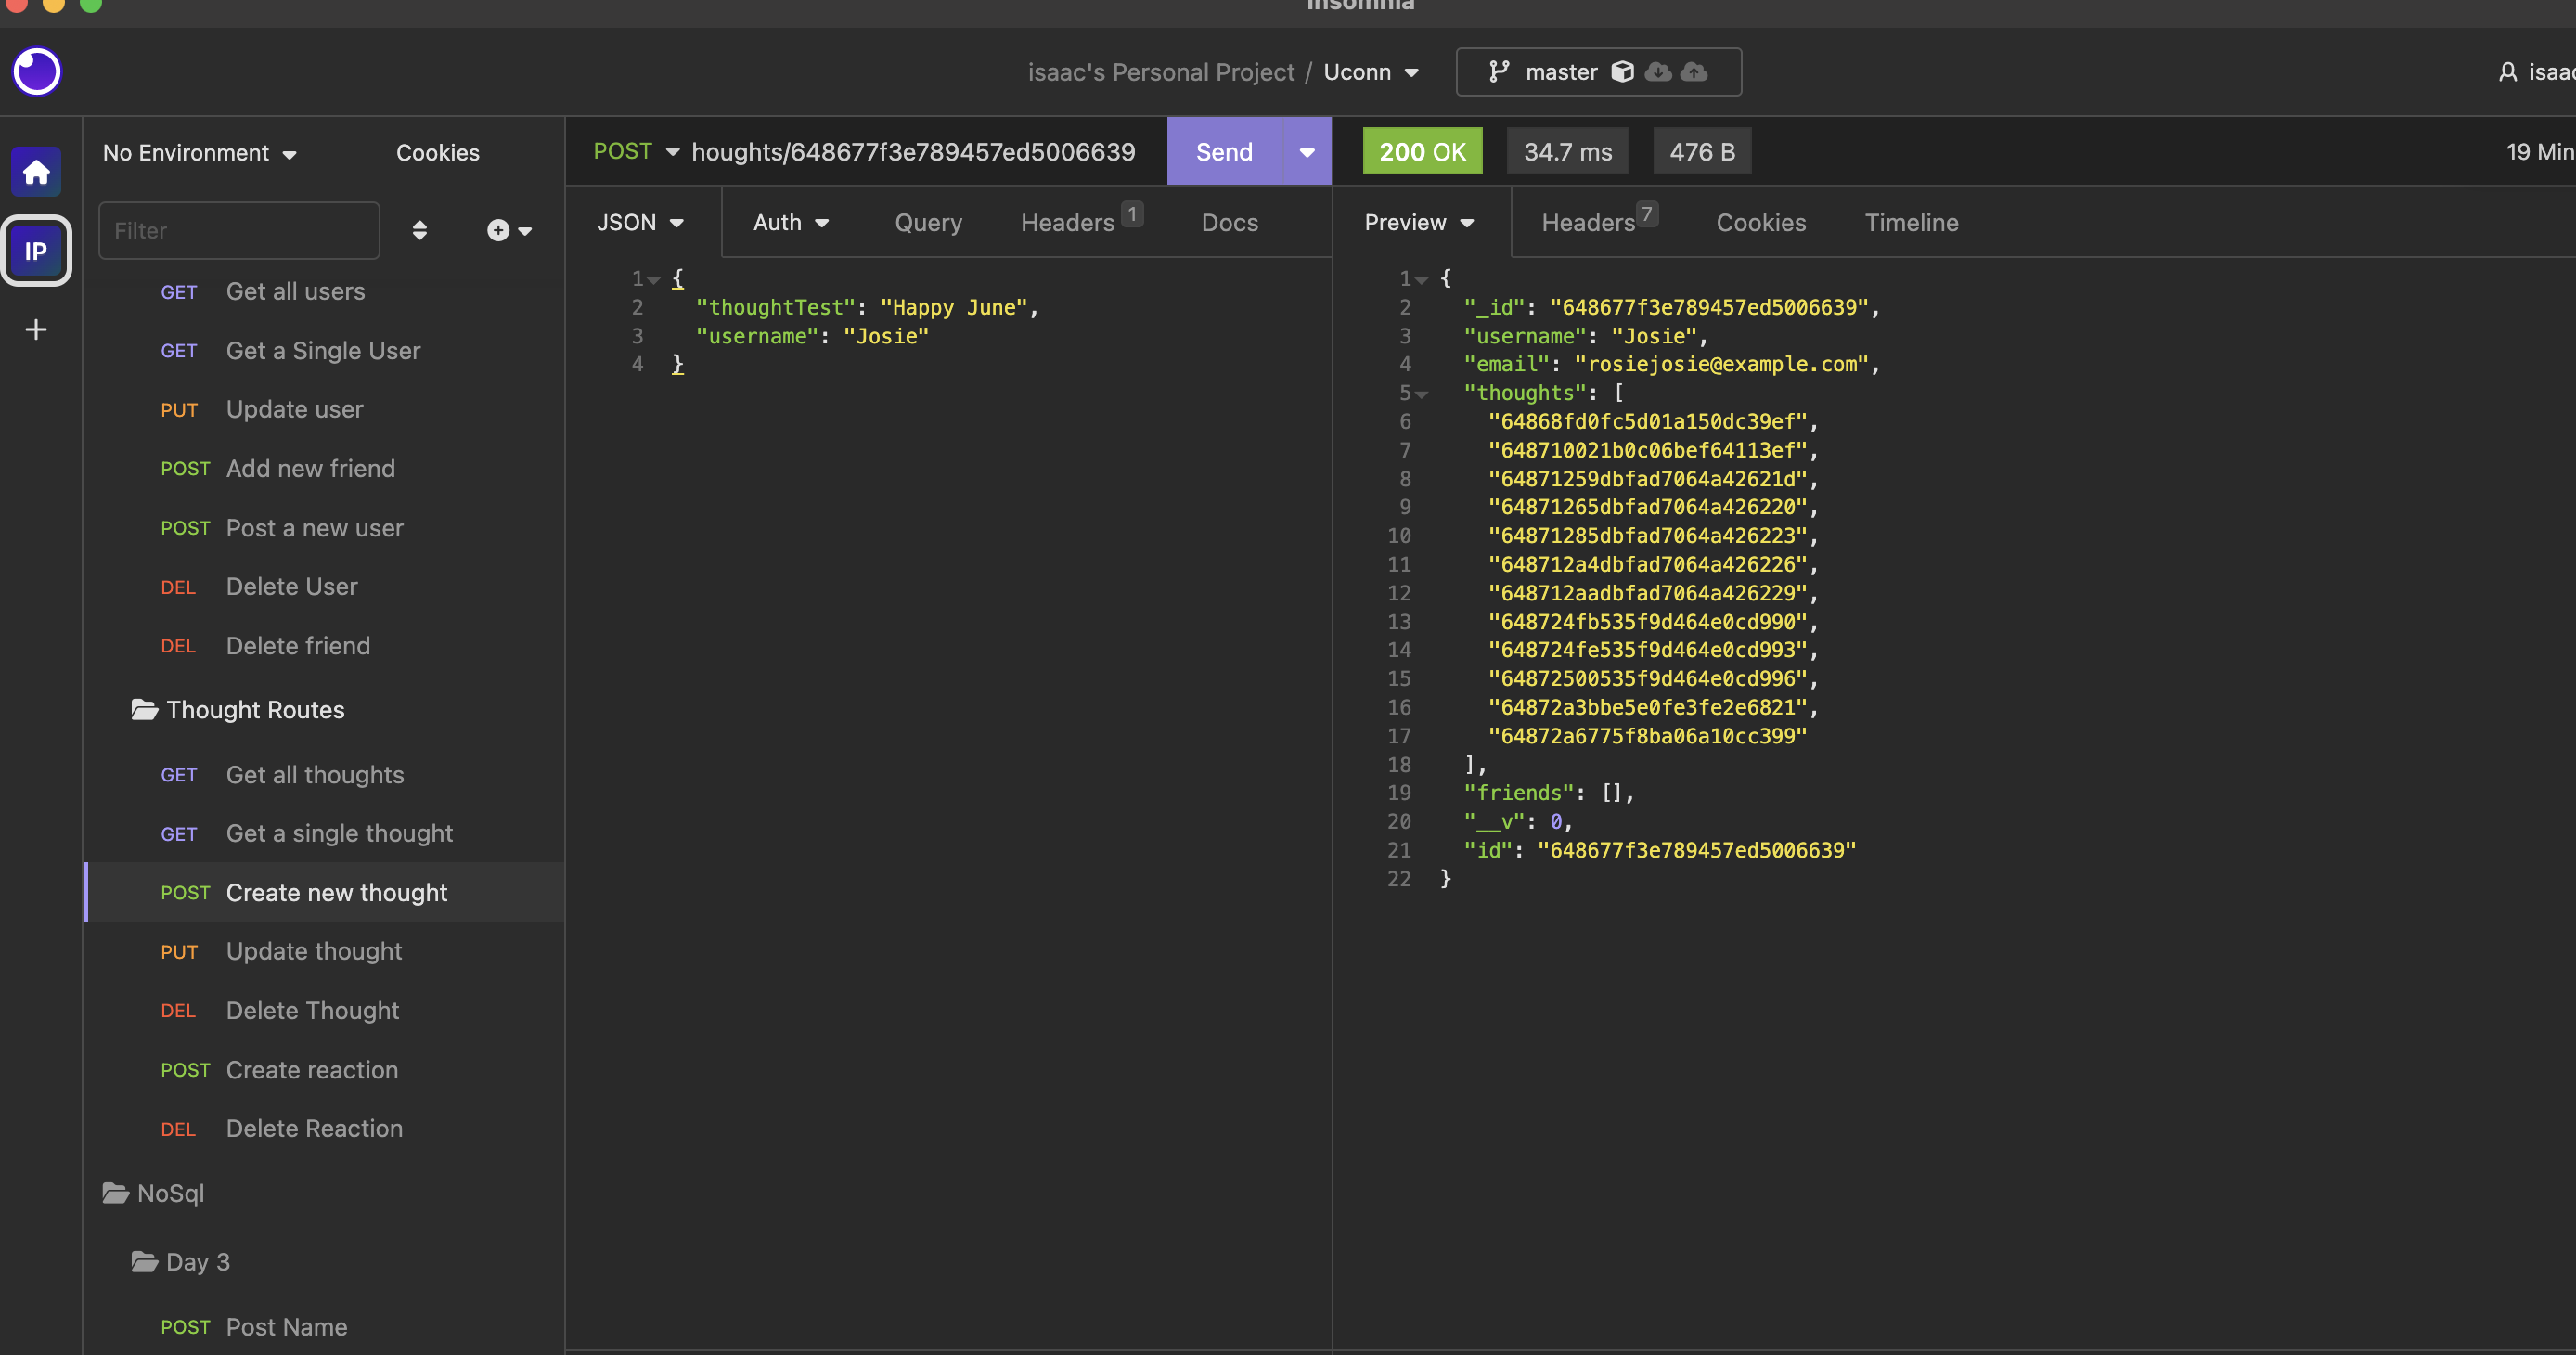 Insomnia
isaac's Personal Project / Uconn
master
No Environment
Cookies
Filter
IP
GET Get all users
GET Get a Single User
PUT Update user
POST Add new friend
POST Post a new user
DEL Delete User
DEL Delete friend
Thought Routes
GET Get all thoughts
GET Get a single thought
POST Create new thought
PUT Update thought
DEL Delete Thought
POST Create reaction
DEL Delete Reaction
NoSql
Day 3
POST Post Name
POST houghts/648677f3e789457ed5006639 Send
JSON Auth Query Headers 1 Docs
1 {
2 "thoughtTest": "Happy June",
3 "username": "Josie"
4 }
200 OK 34.7 ms 476 B 19 Min
Preview Headers 7 Cookies Timeline
1 {
2 "_id": "648677f3e789457ed5006639",
3 "username": "Josie",
4 "email": "rosiejosie@example.com",
5 "thoughts": [
6 "64868fd0fc5d01a150dc39ef",
7 "648710021b0c06bef64113ef",
8 "64871259dbfad7064a42621d",
9 "64871265dbfad7064a426220",
10 "64871285dbfad7064a426223",
11 "648712a4dbfad7064a426226",
12 "648712aadbfad7064a426229",
13 "648724fb535f9d464e0cd990",
14 "648724fe535f9d464e0cd993",
15 "64872500535f9d464e0cd996",
16 "64872a3bbe5e0fe3fe2e6821",
17 "64872a6775f8ba06a10cc399"
18 ],
19 "friends": [],
20 "__v": 0,
21 "id": "648677f3e789457ed5006639"
22 }